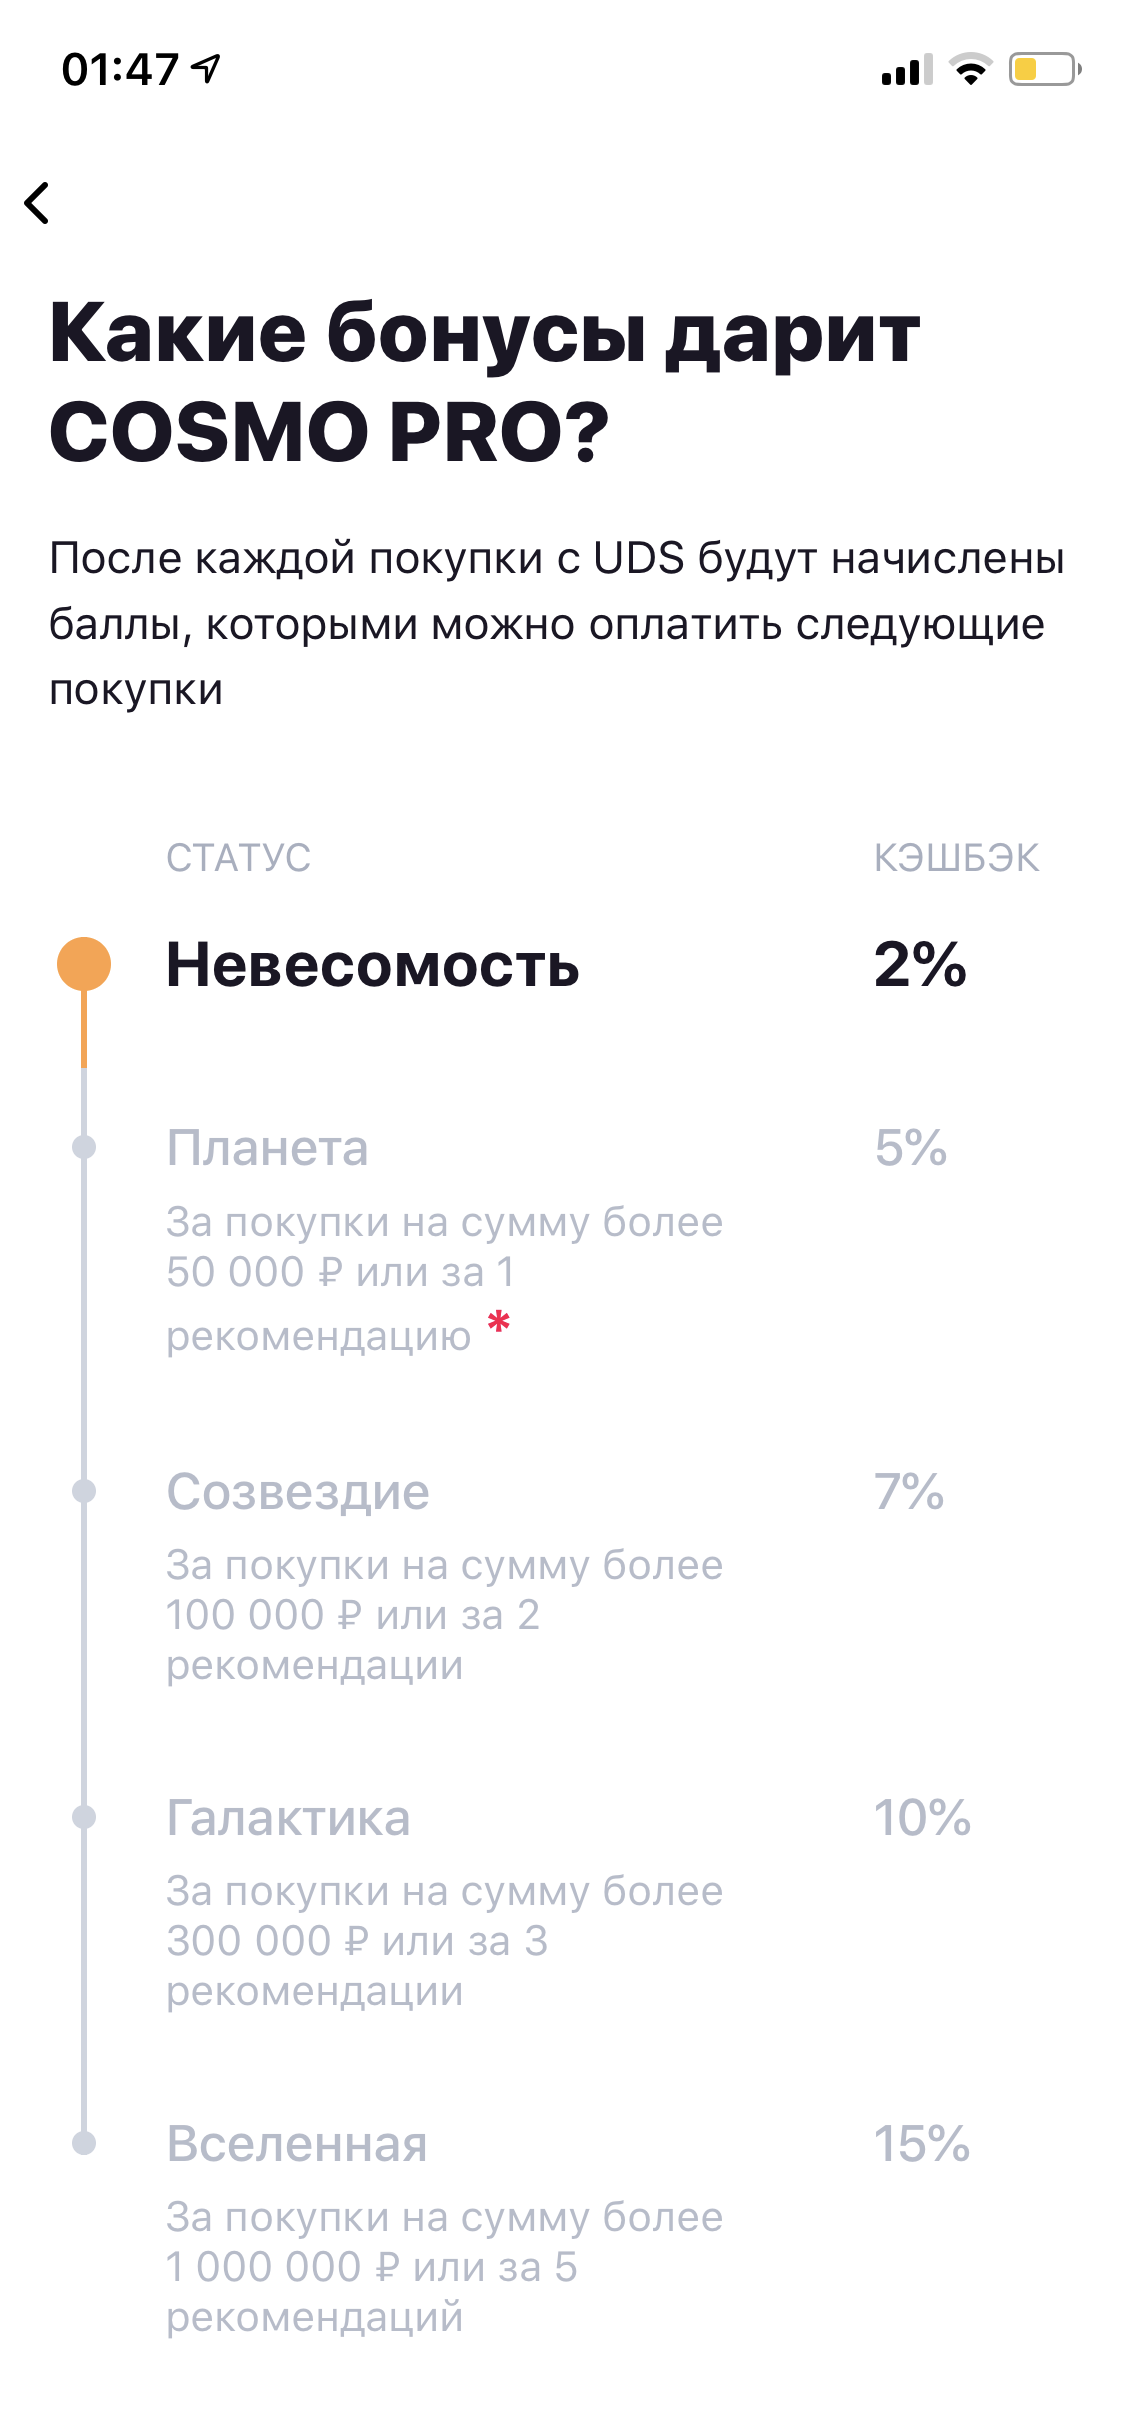 01:47
Какие бонусы дарит
COSMO PRO?
После каждой покупки с UDS будут начислены
баллы, которыми можно оплатить следующие
покупки
СТАТУС КЭШБЭК
Невесомость 2%
Планета 5%
За покупки на сумму более
50 000 ₽ или за 1
рекомендацию *
Созвездие 7%
За покупки на сумму более
100 000 ₽ или за 2
рекомендации
Галактика 10%
За покупки на сумму более
300 000 ₽ или за 3
рекомендации
Вселенная 15%
За покупки на сумму более
1 000 000 ₽ или за 5
рекомендаций